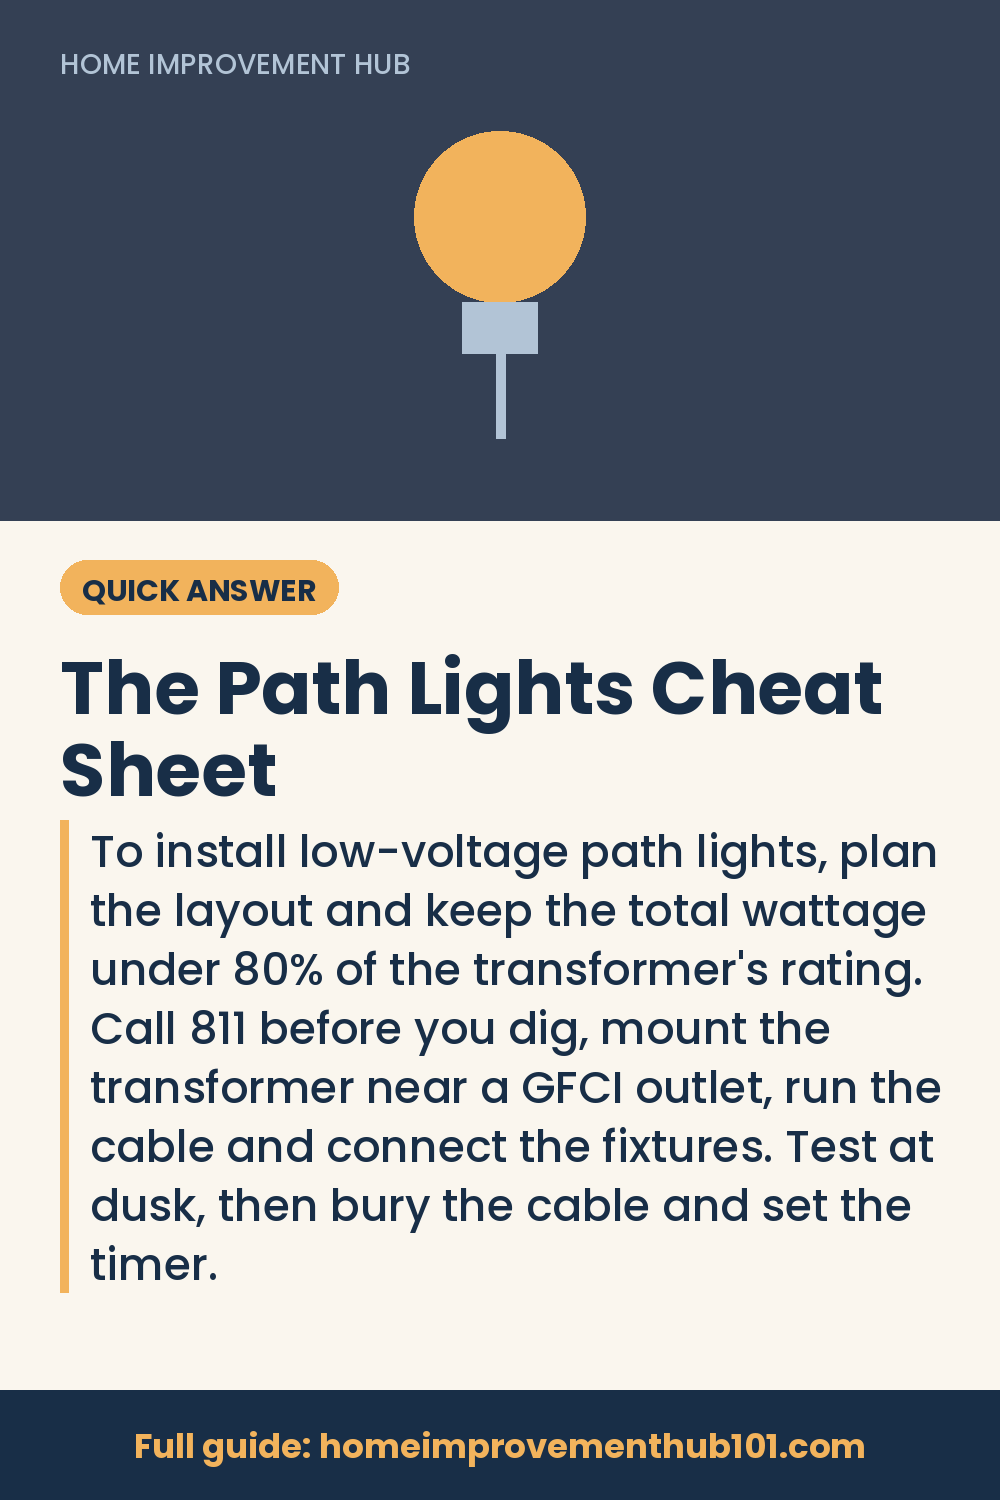 HOME IMPROVEMENT HUB
QUICK ANSWER
The Path Lights Cheat
Sheet
To install low-voltage path lights, plan
the layout and keep the total wattage
under 80% of the transformer's rating.
Call 811 before you dig, mount the
transformer near a GFCI outlet, run the
cable and connect the fixtures. Test at
dusk, then bury the cable and set the
timer.
Full guide: homeimprovementhub101.com